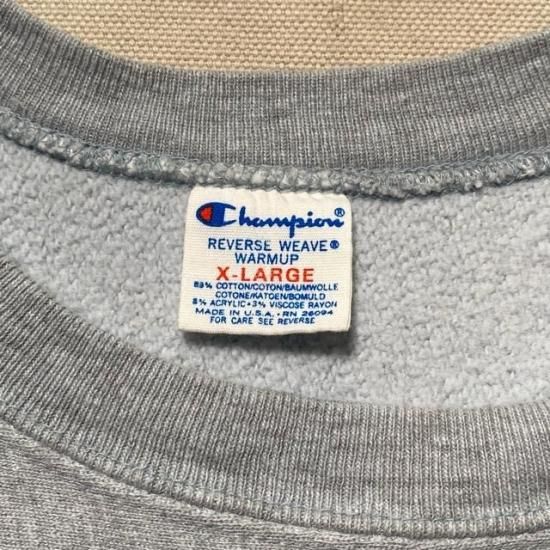 Champion®
REVERSE WEAVE®
WARMUP
X-LARGE
89% COTTON/COTON/BAUMWOLLE
COTONE/KATOEN/BOMULD
8% ACRYLIC • 3% VISCOSE RAYON
MADE IN U.S.A. • RN 26094
FOR CARE SEE REVERSE